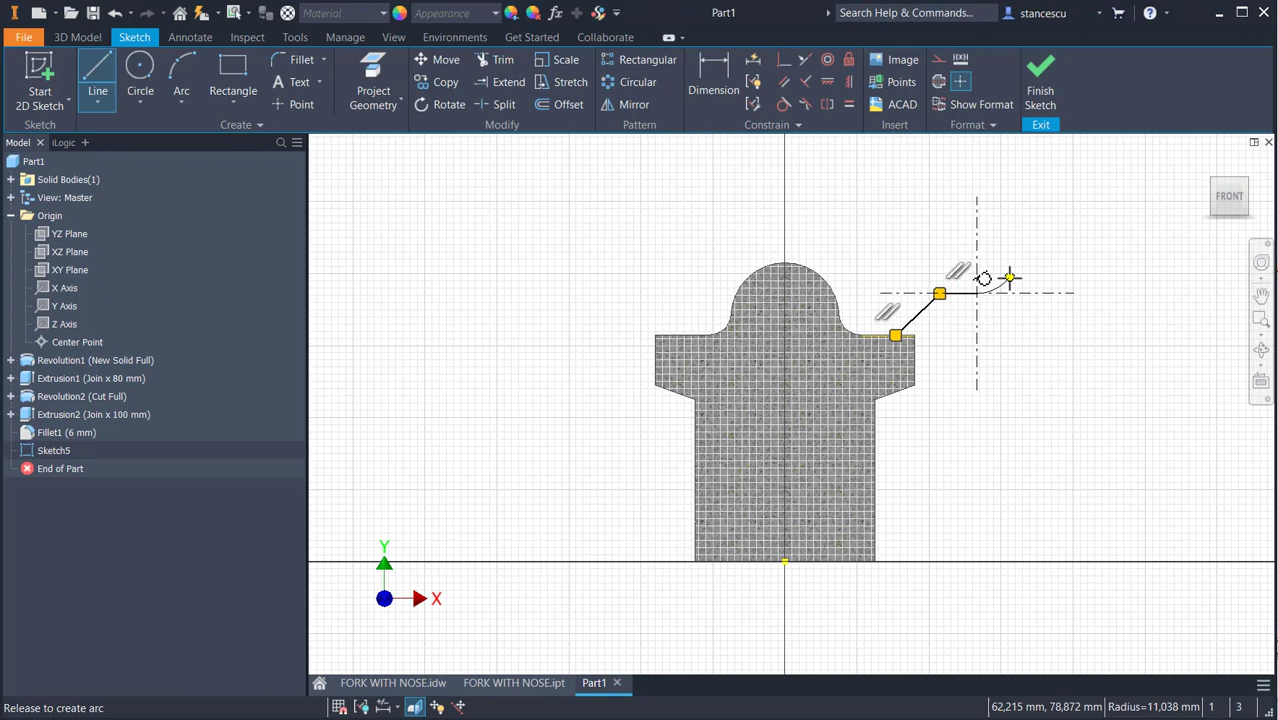 Material
Appearance
Part1
Search Help & Commands...
stancescu
File
3D Model
Sketch
Annotate
Inspect
Tools
Manage
View
Environments
Get Started
Collaborate
Start
2D Sketch
Line
Circle
Arc
Rectangle
Fillet
Text
Point
Project
Geometry
Move
Copy
Rotate
Trim
Extend
Split
Scale
Stretch
Offset
Rectangular
Circular
Mirror
Dimension
Image
Points
ACAD
Show Format
Finish
Sketch
Sketch
Create
Modify
Pattern
Constrain
Insert
Format
Exit
Model
iLogic
Part1
Solid Bodies(1)
View: Master
Origin
YZ Plane
XZ Plane
XY Plane
X Axis
Y Axis
Z Axis
Center Point
Revolution1 (New Solid Full)
Extrusion1 (Join x 80 mm)
Revolution2 (Cut Full)
Extrusion2 (Join x 100 mm)
Fillet1 (6 mm)
Sketch5
End of Part
FRONT
Y
X
FORK WITH NOSE.idw
FORK WITH NOSE.ipt
Part1
Release to create arc
62,215 mm, 78,872 mm
Radius=11,038 mm
1
3